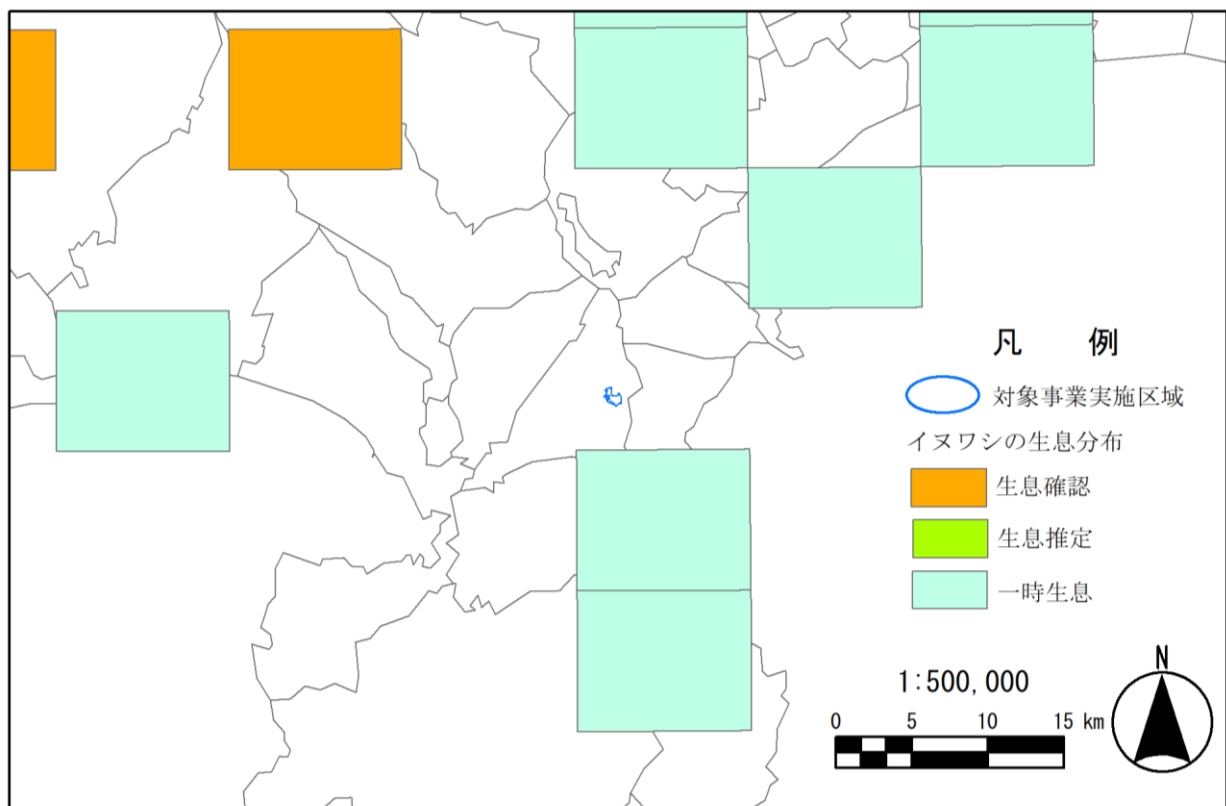 凡 例
対象事業実施区域
イヌワシの生息分布
生息確認
生息推定
一時生息
N
1:500,000
0 5 10 15 km